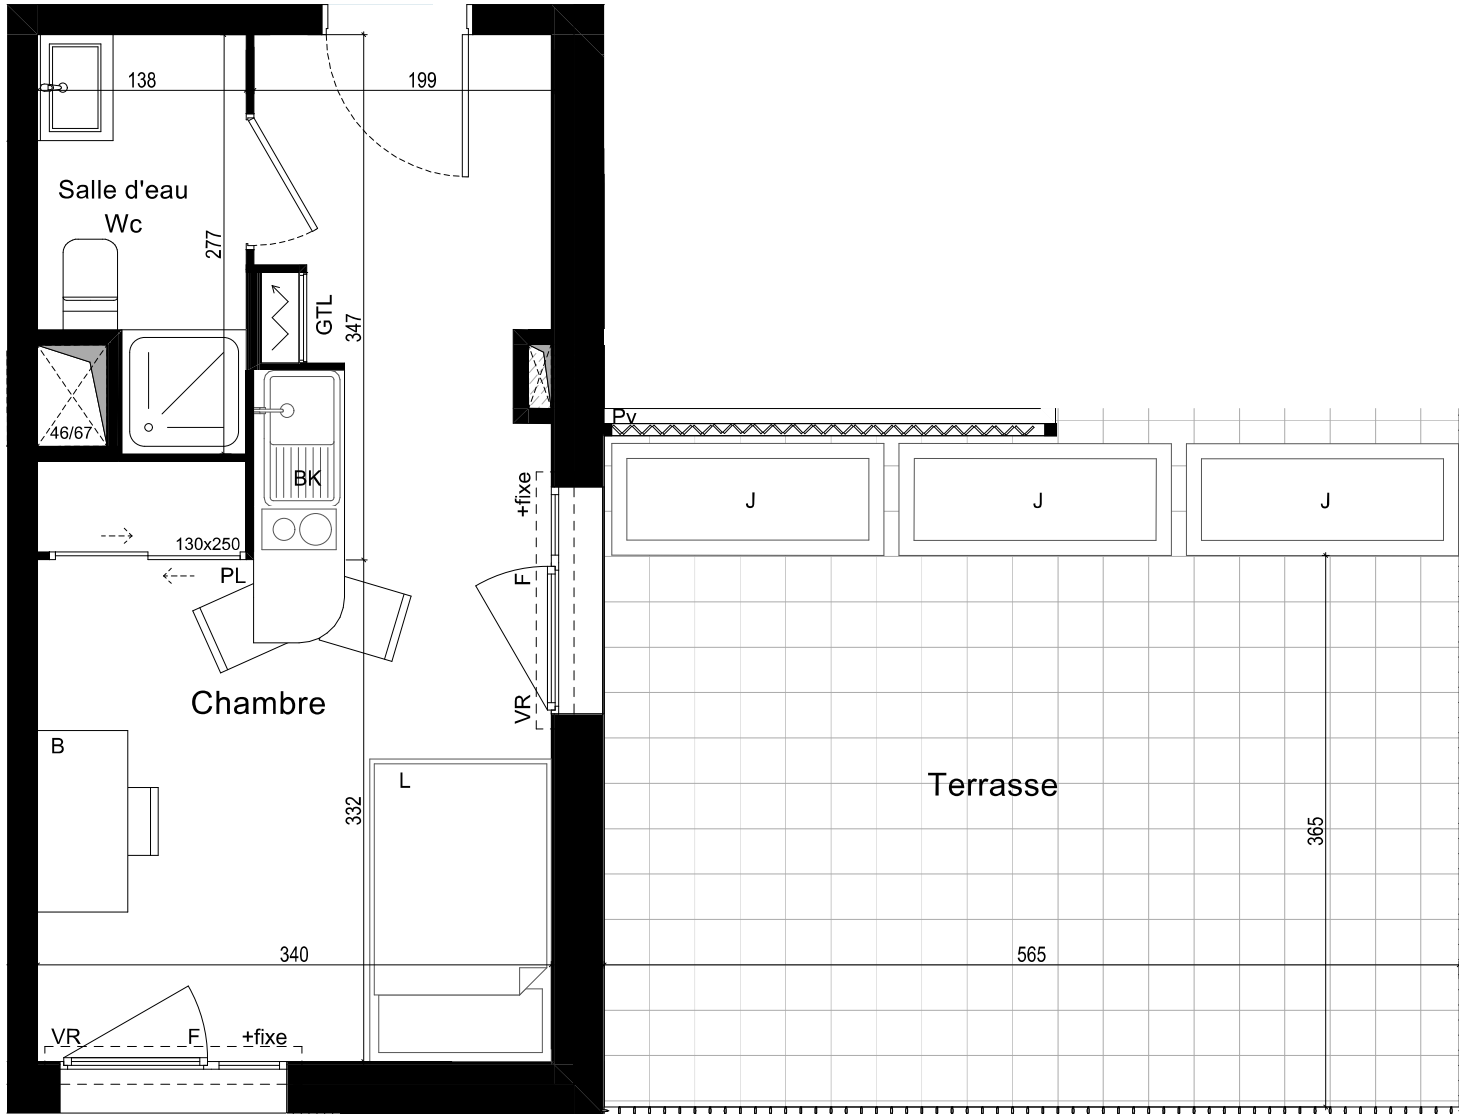 138
199
Salle d'eau
Wc
277
GTL
347
46/67
Pv
BK
+fixe
J
J
J
130x250
PL
F
VR
Chambre
B
L
Terrasse
332
365
340
565
VR
F
+fixe